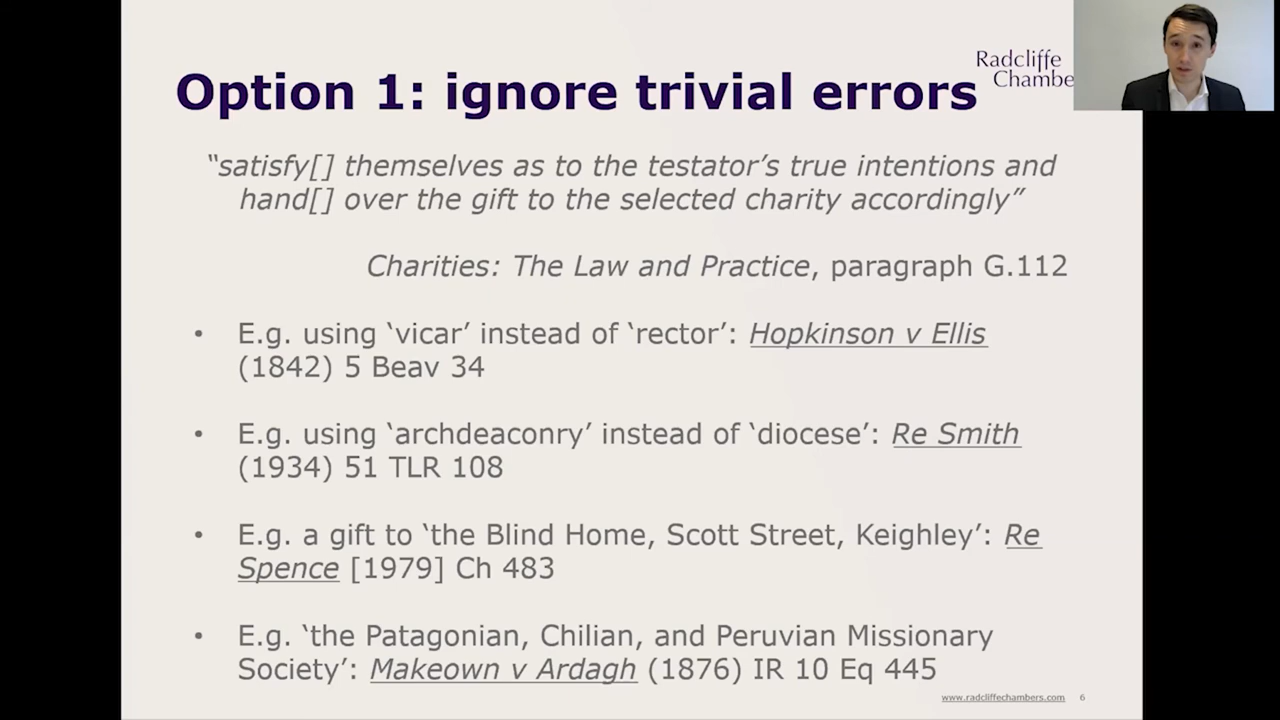 Option 1: ignore trivial errors
Radcliffe
Chambe
“satisfy[] themselves as to the testator’s true intentions and
hand[] over the gift to the selected charity accordingly”
Charities: The Law and Practice, paragraph G.112
• E.g. using ‘vicar’ instead of ‘rector’: Hopkinson v Ellis
(1842) 5 Beav 34
• E.g. using ‘archdeaconry’ instead of ‘diocese’: Re Smith
(1934) 51 TLR 108
• E.g. a gift to ‘the Blind Home, Scott Street, Keighley’: Re
Spence [1979] Ch 483
• E.g. ‘the Patagonian, Chilian, and Peruvian Missionary
Society’: Makeown v Ardagh (1876) IR 10 Eq 445
www.radcliffechambers.com 6